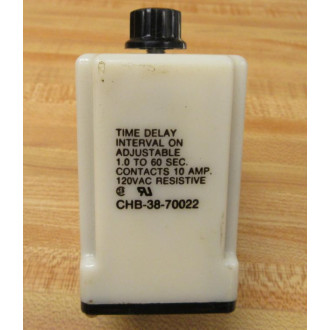 TIME DELAY
INTERVAL ON
ADJUSTABLE
1.0 TO 60 SEC.
CONTACTS 10 AMP.
120VAC RESISTIVE
CHB-38-70022